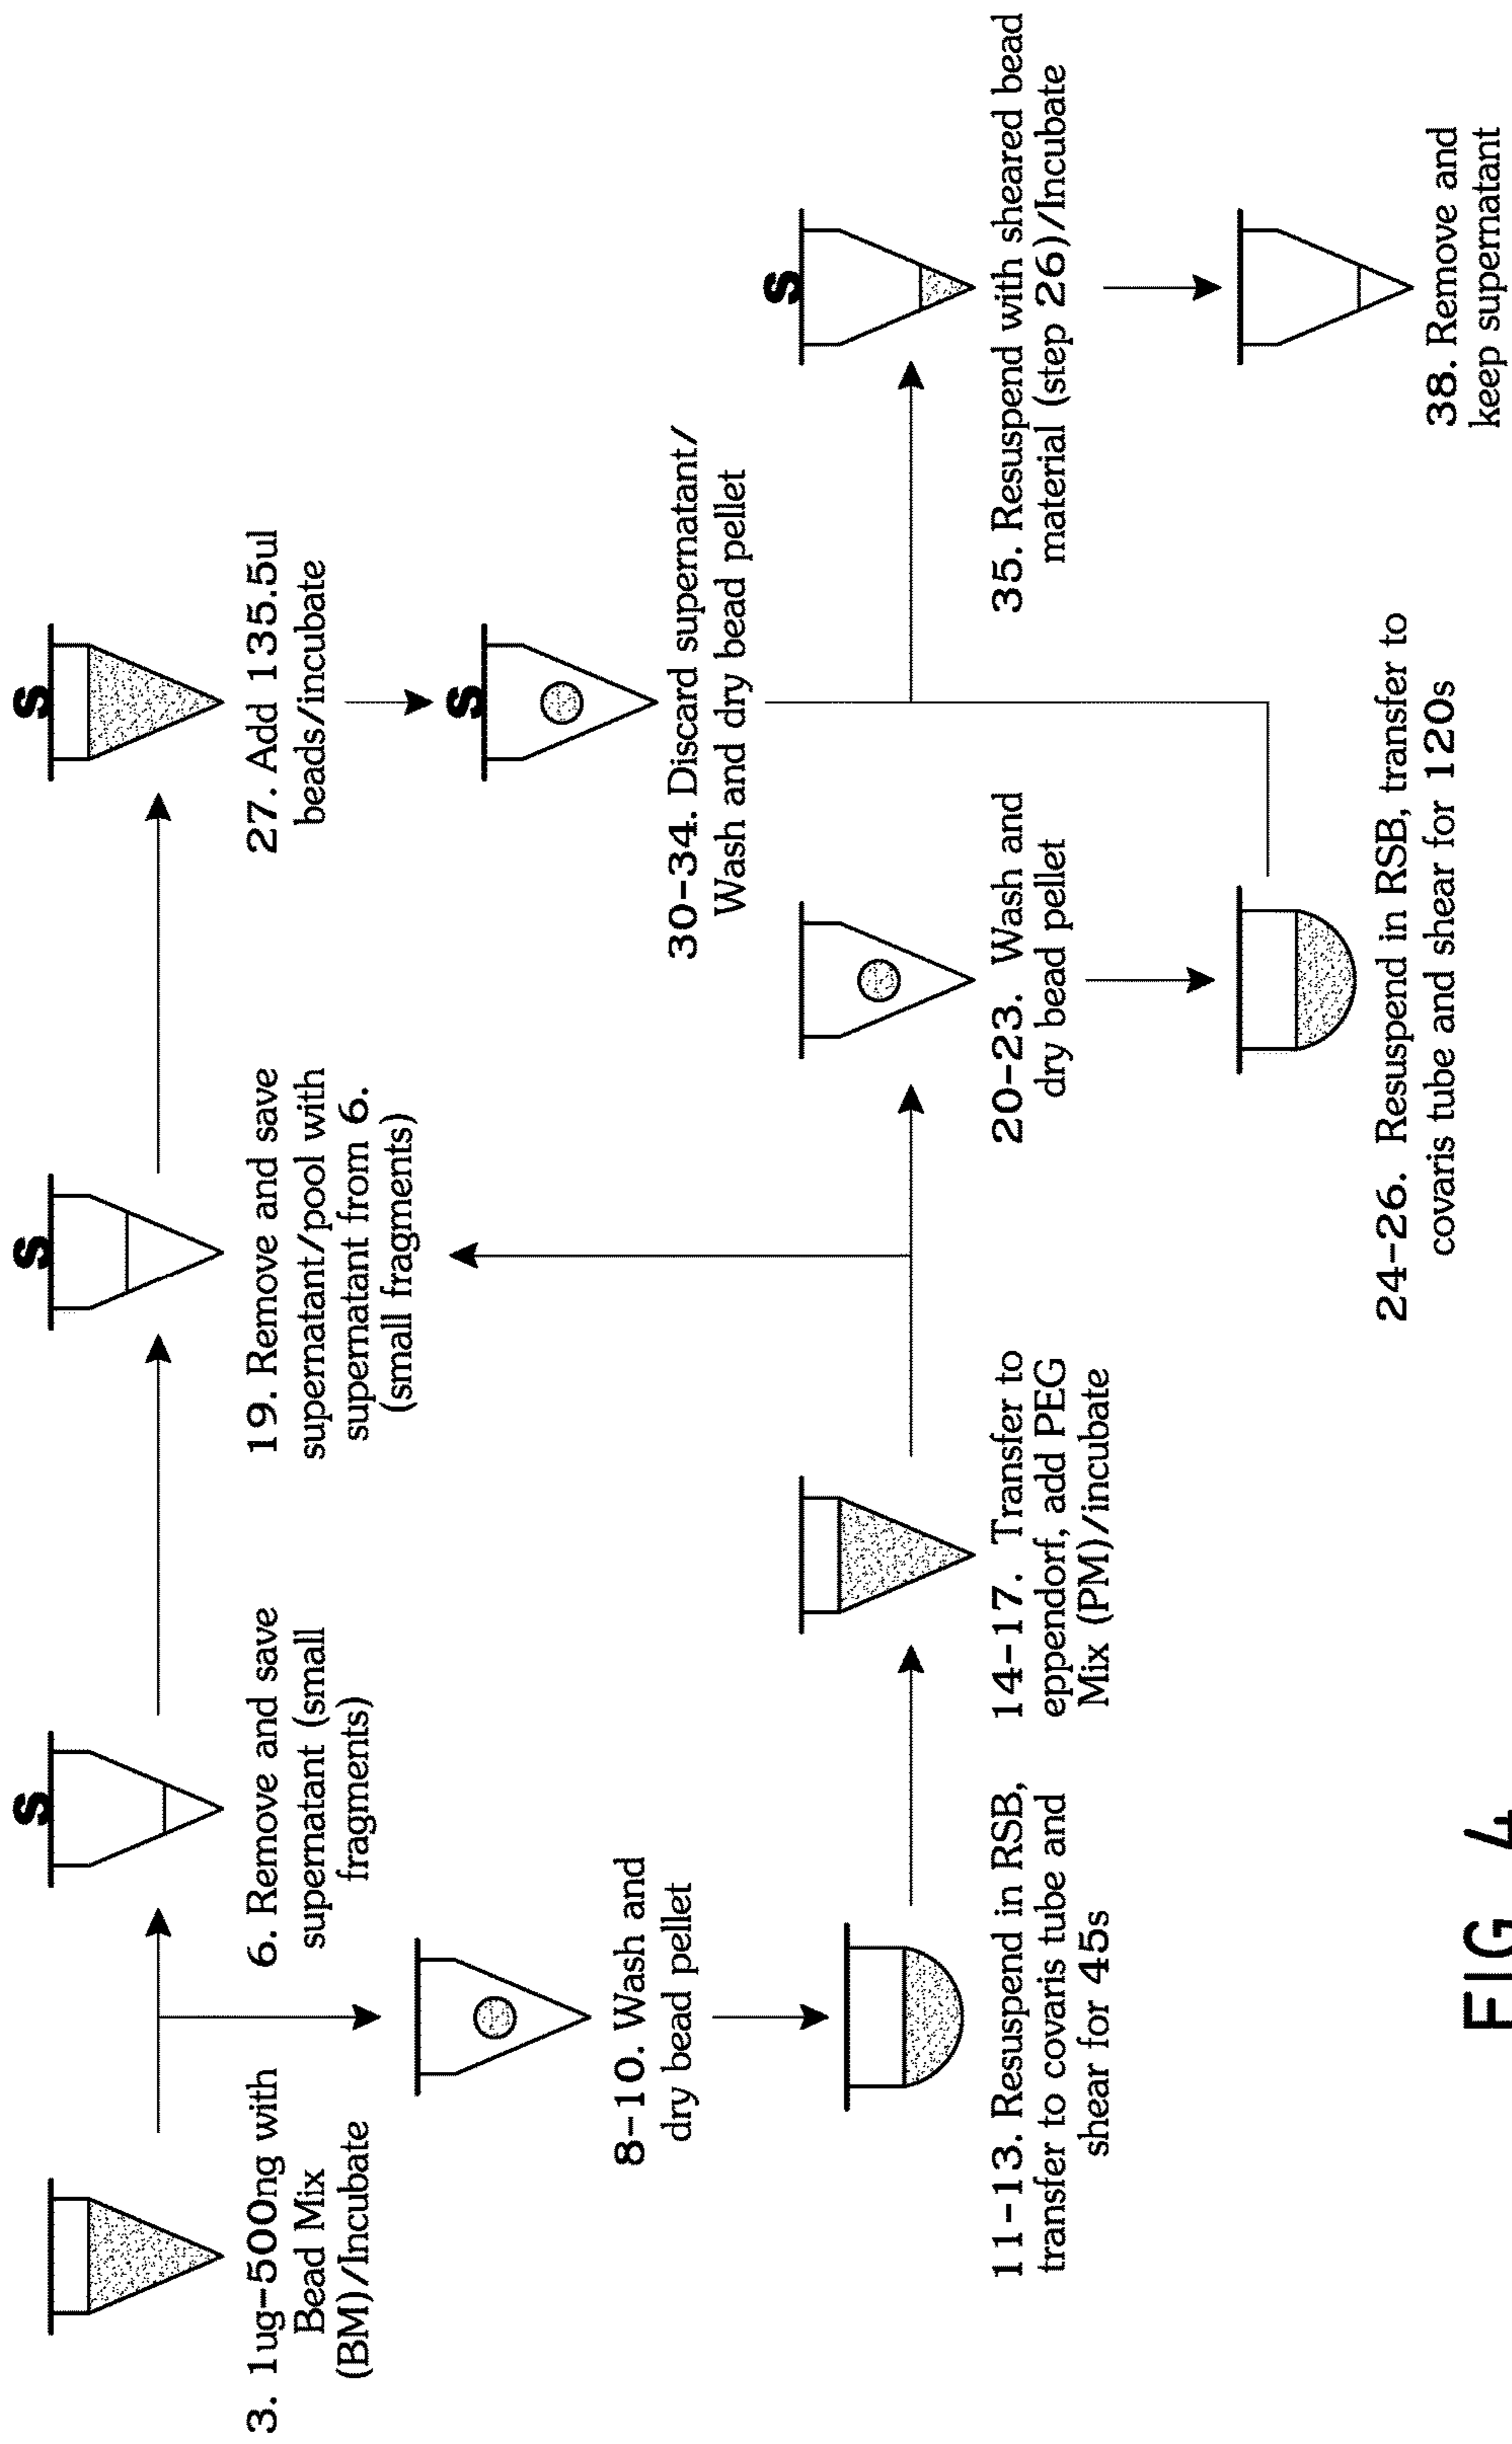 S
S
S
3. 1ug-500ng with
Bead Mix
(BM)/Incubate
6. Remove and save
supernatant (small
fragments)
19. Remove and save
supernatant/pool with
supernatant from 6.
(small fragments)
27. Add 135.5ul
beads/incubate
S
8-10. Wash and
dry bead pellet
30-34. Discard supernatant/
Wash and dry bead pellet
S
11-13. Resuspend in RSB,
transfer to covaris tube and
shear for 45s
14-17. Transfer to
eppendorf, add PEG
Mix (PM)/incubate
20-23. Wash and
dry bead pellet
35. Resuspend with sheared bead
material (step 26)/Incubate
24-26. Resuspend in RSB, transfer to
covaris tube and shear for 120s
38. Remove and
keep supernatant
FIG 4